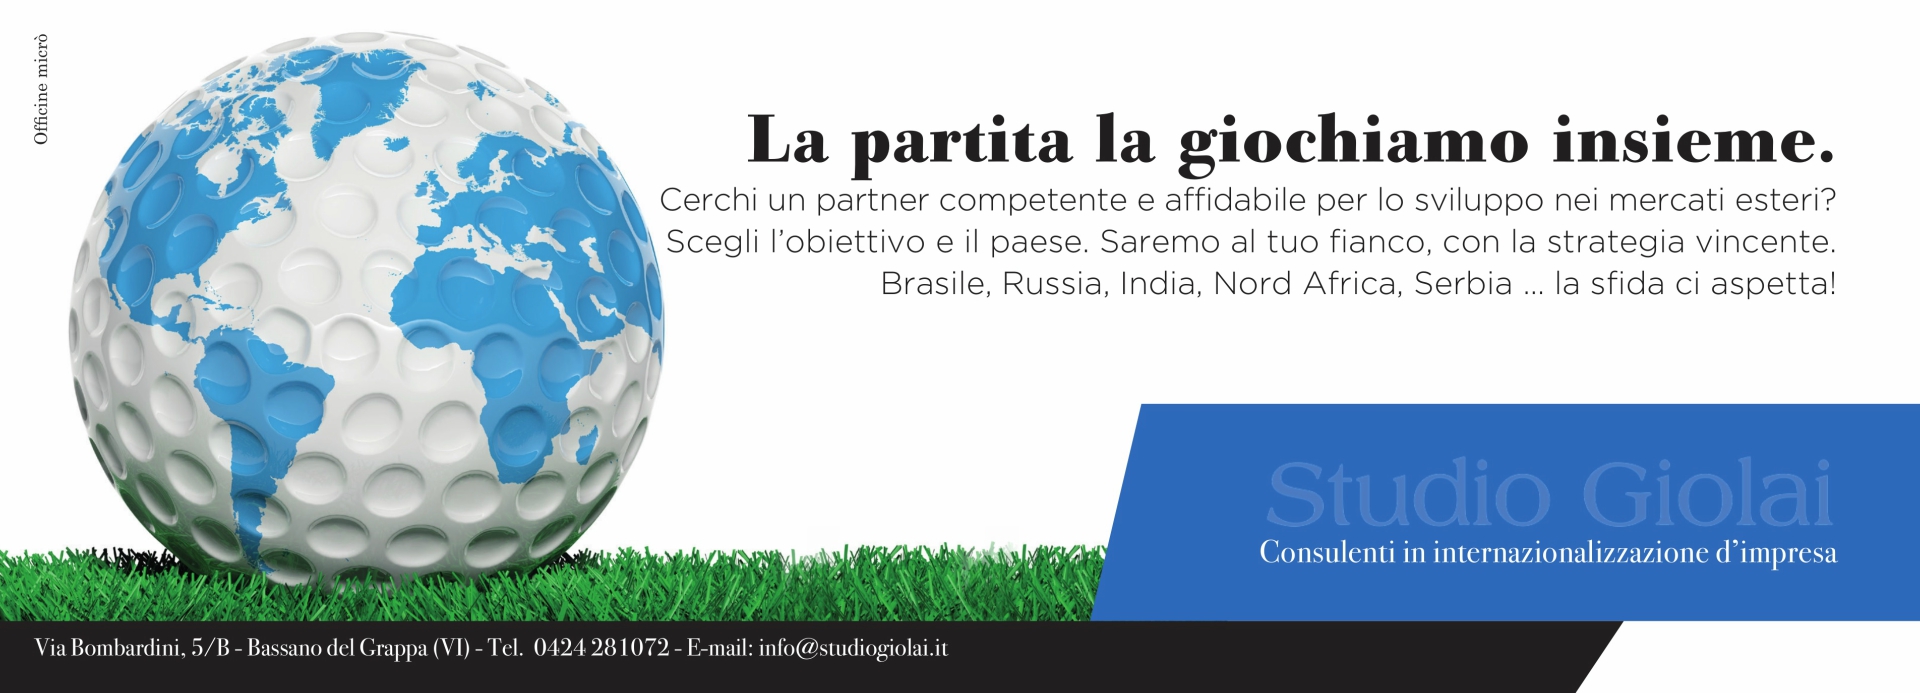 Officine micrò
La partita la giochiamo insieme.
Cerchi un partner competente e affidabile per lo sviluppo nei mercati esteri?
Scegli l’obiettivo e il paese. Saremo al tuo fianco, con la strategia vincente.
Brasile, Russia, India, Nord Africa, Serbia ... la sfida ci aspetta!
Studio Giolai
Consulenti in internazionalizzazione d’impresa
Via Bombardini, 5/B - Bassano del Grappa (VI) - Tel. 0424 281072 - E-mail: info@studiogiolai.it